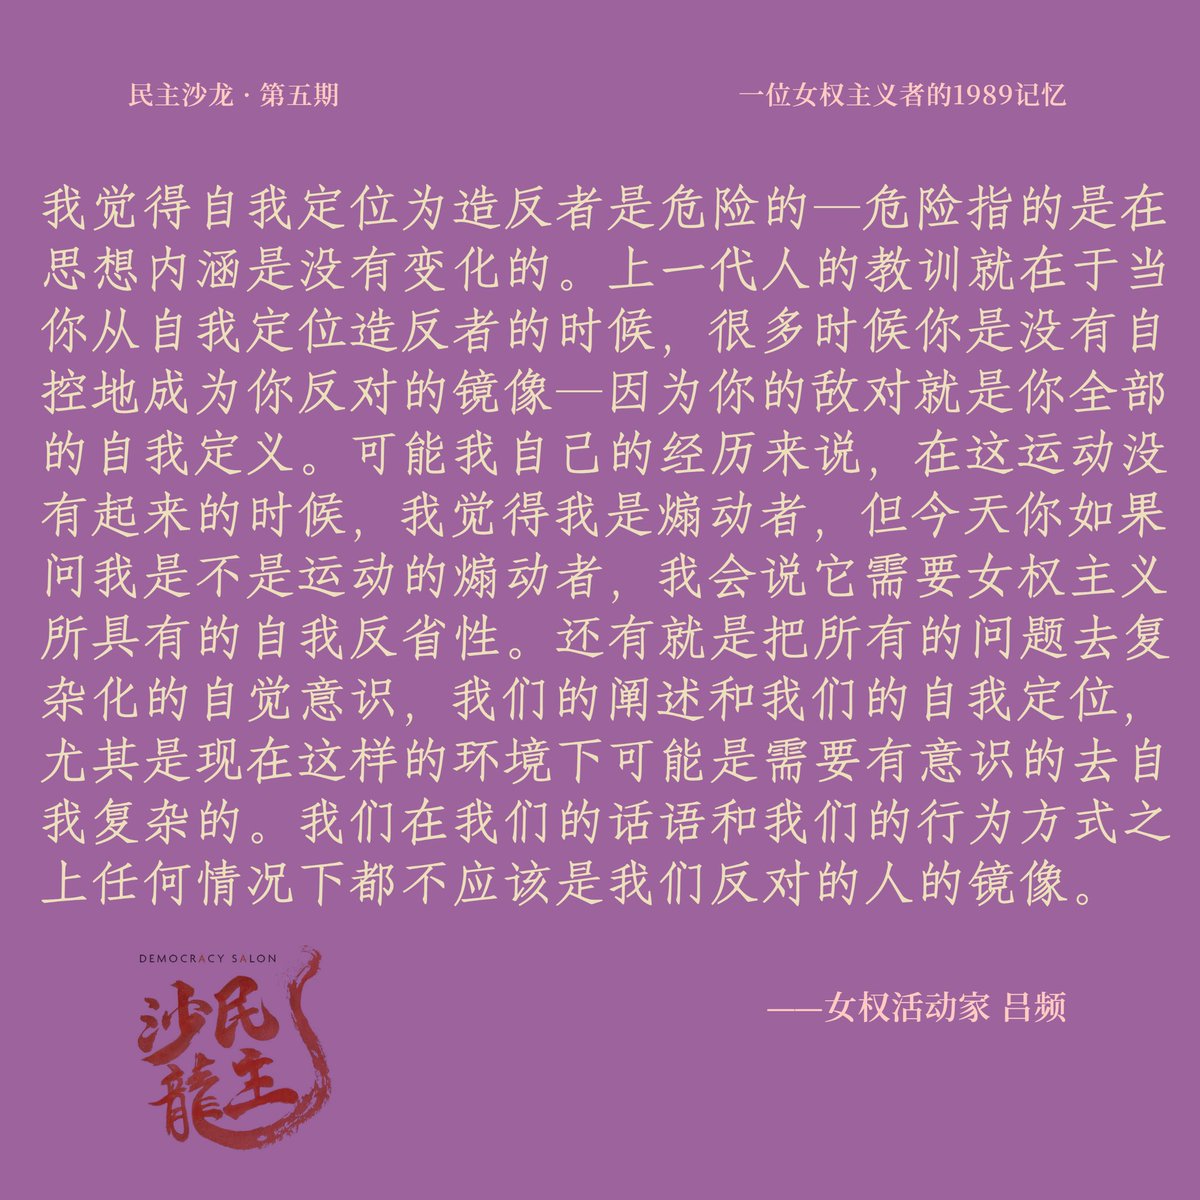 民主沙龙·第五期
一位女权主义者的1989记忆
我觉得自我定位为造反者是危险的—危险指的是在
思想内涵是没有变化的。上一代人的教训就在于当
你从自我定位造反者的时候，很多时候你是没有自
控地成为你反对的镜像—因为你的敌对就是你全部
的自我定义。可能我自己的经历来说，在这运动没
有起来的时候，我觉得我是煽动者，但今天你如果
问我是不是运动的煽动者，我会说它需要女权主义
所具有的自我反省性。还有就是把所有的问题去复
杂化的自觉意识，我们的阐述和我们的自我定位，
尤其是现在这样的环境下可能是需要有意识的去自
我复杂的。我们在我们的话语和我们的行为方式之
上任何情况下都不应该是我们反对的人的镜像。
——女权活动家 吕频
DEMOCRACY SALON
民主
沙龍